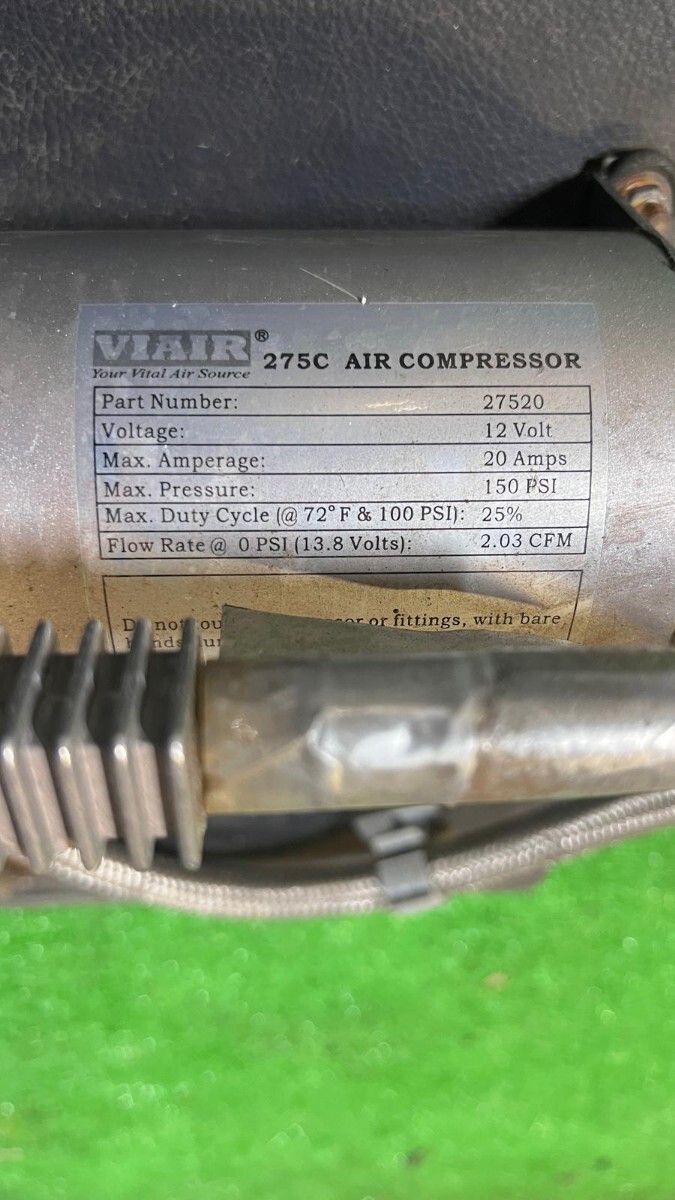 VIAIR® 275C AIR COMPRESSOR
Your Vital Air Source
Part Number: 27520
Voltage: 12 Volt
Max. Amperage: 20 Amps
Max. Pressure: 150 PSI
Max. Duty Cycle (@ 72°F & 100 PSI): 25%
Flow Rate @ 0 PSI (13.8 Volts): 2.03 CFM
Do not or fittings, with bare